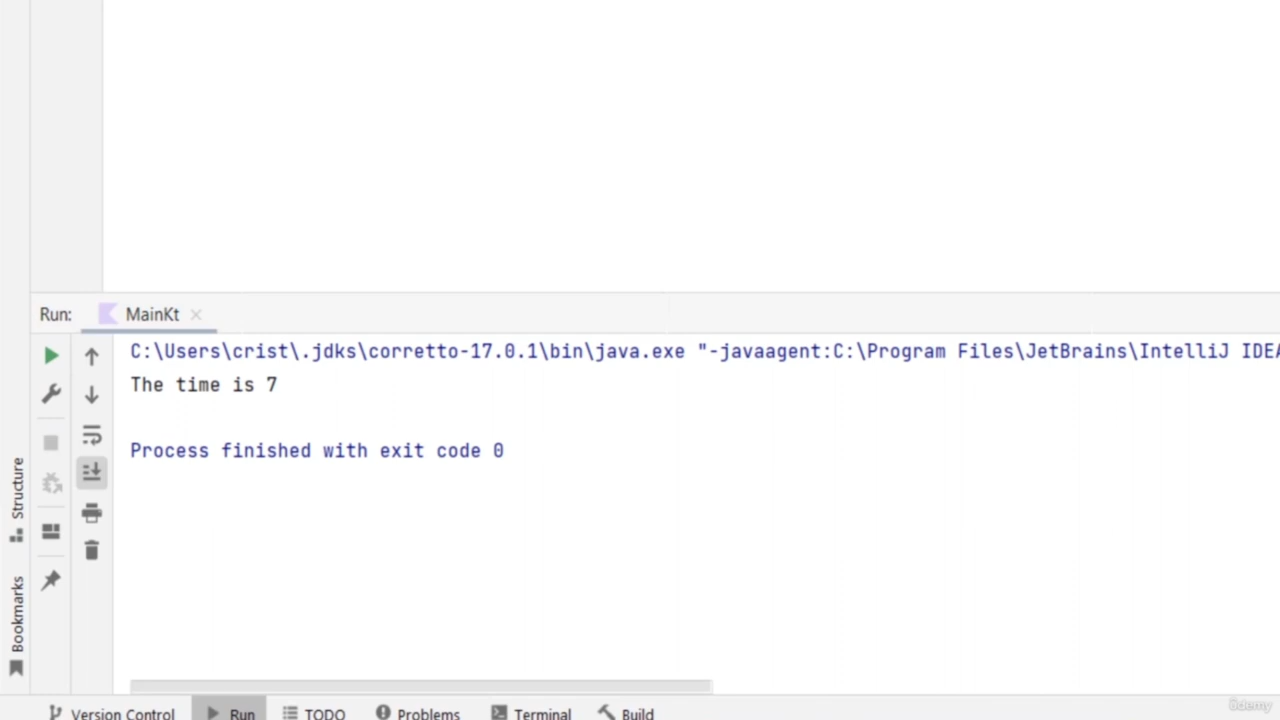 Run: MainKt
C:\Users\crist\.jdks\corretto-17.0.1\bin\java.exe "-javaagent:C:\Program Files\JetBrains\IntelliJ IDEA
The time is 7
Process finished with exit code 0
Structure
Bookmarks
Version Control Run TODO Problems Terminal Build
ûdemy